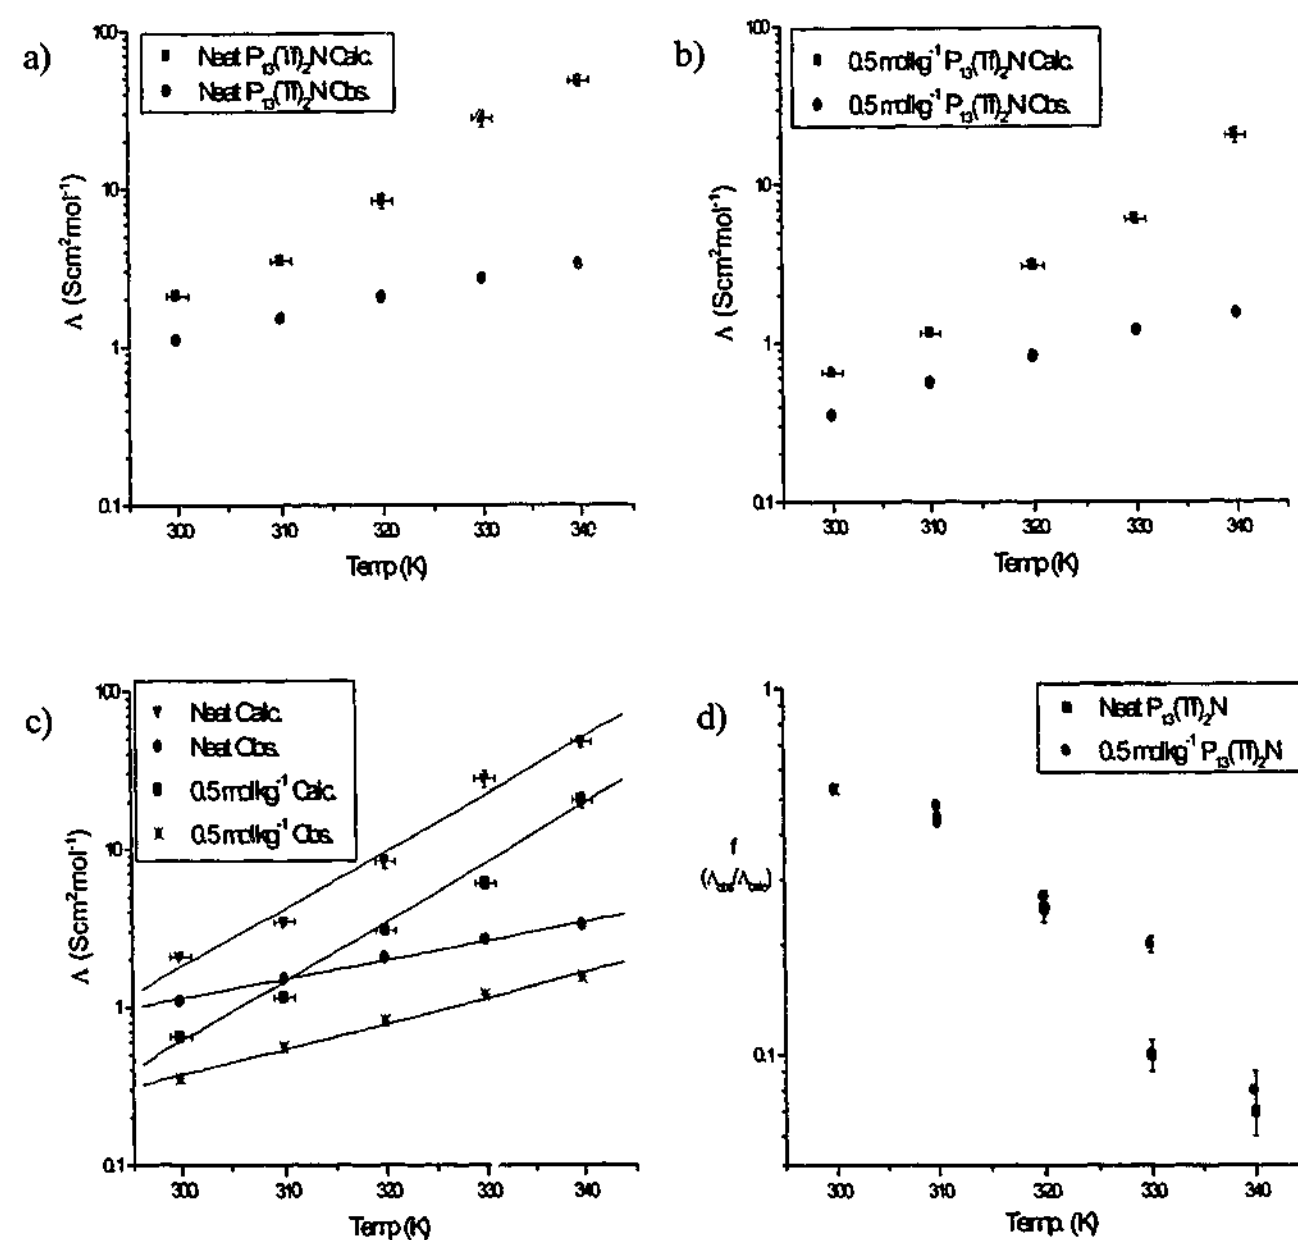 a)
Neat P₁₃(Tf)₂N Calc.
Neat P₁₃(Tf)₂N Obs.
100
10
1
0.1
Λ (Scm²mol⁻¹)
300 310 320 330 340
Temp (K)
b)
0.5 molkg⁻¹ P₁₃(Tf)₂N Calc.
0.5 molkg⁻¹ P₁₃(Tf)₂N Obs.
100
10
1
0.1
Λ (Scm²mol⁻¹)
300 310 320 330 340
Temp (K)
c)
Neat Calc.
Neat Obs.
0.5 molkg⁻¹ Calc.
0.5 molkg⁻¹ Obs.
100
10
1
0.1
Λ (Scm²mol⁻¹)
300 310 320 330 340
Temp (K)
d)
Neat P₁₃(Tf)₂N
0.5 molkg⁻¹ P₁₃(Tf)₂N
1
0.1
f
(Λobs/Λcalc)
300 310 320 330 340
Temp. (K)